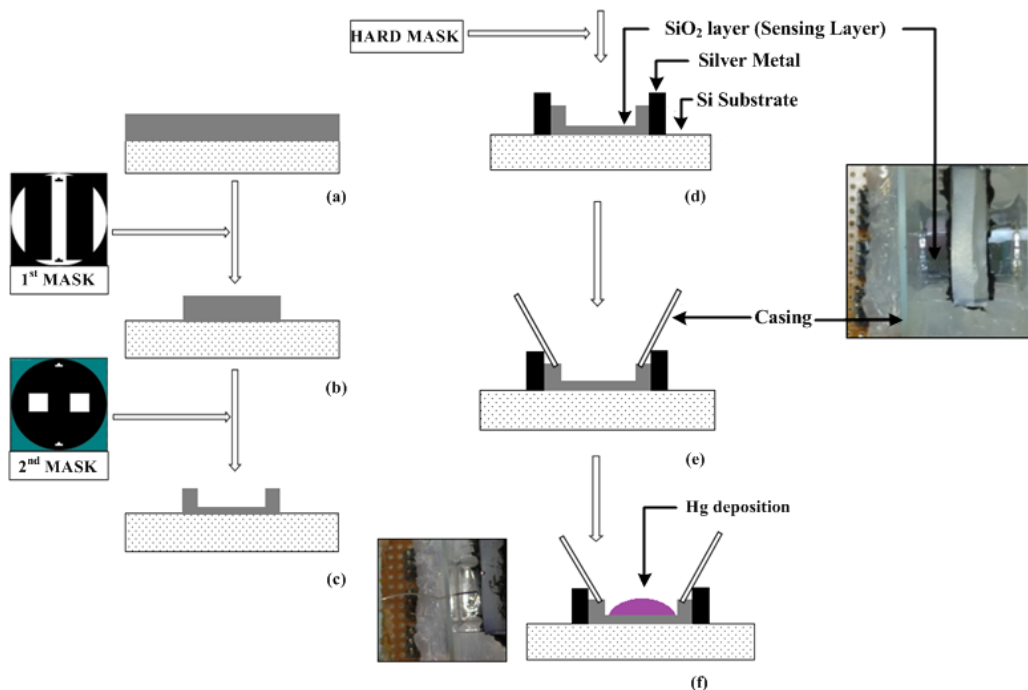 HARD MASK
SiO₂ layer (Sensing Layer)
Silver Metal
Si Substrate
(a)
(d)
1st MASK
Casing
(b)
2nd MASK
(e)
Hg deposition
(c)
(f)